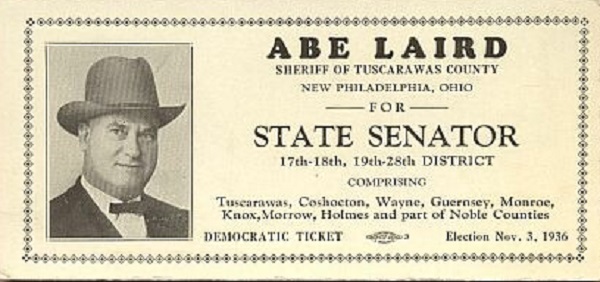 ABE LAIRD
SHERIFF OF TUSCARAWAS COUNTY
NEW PHILADELPHIA, OHIO
FOR
STATE SENATOR
17th-18th, 19th-28th DISTRICT
COMPRISING
Tuscarawas, Coshocton, Wayne, Guernsey, Monroe,
Knox, Morrow, Holmes and part of Noble Counties
DEMOCRATIC TICKET Election Nov. 3, 1936